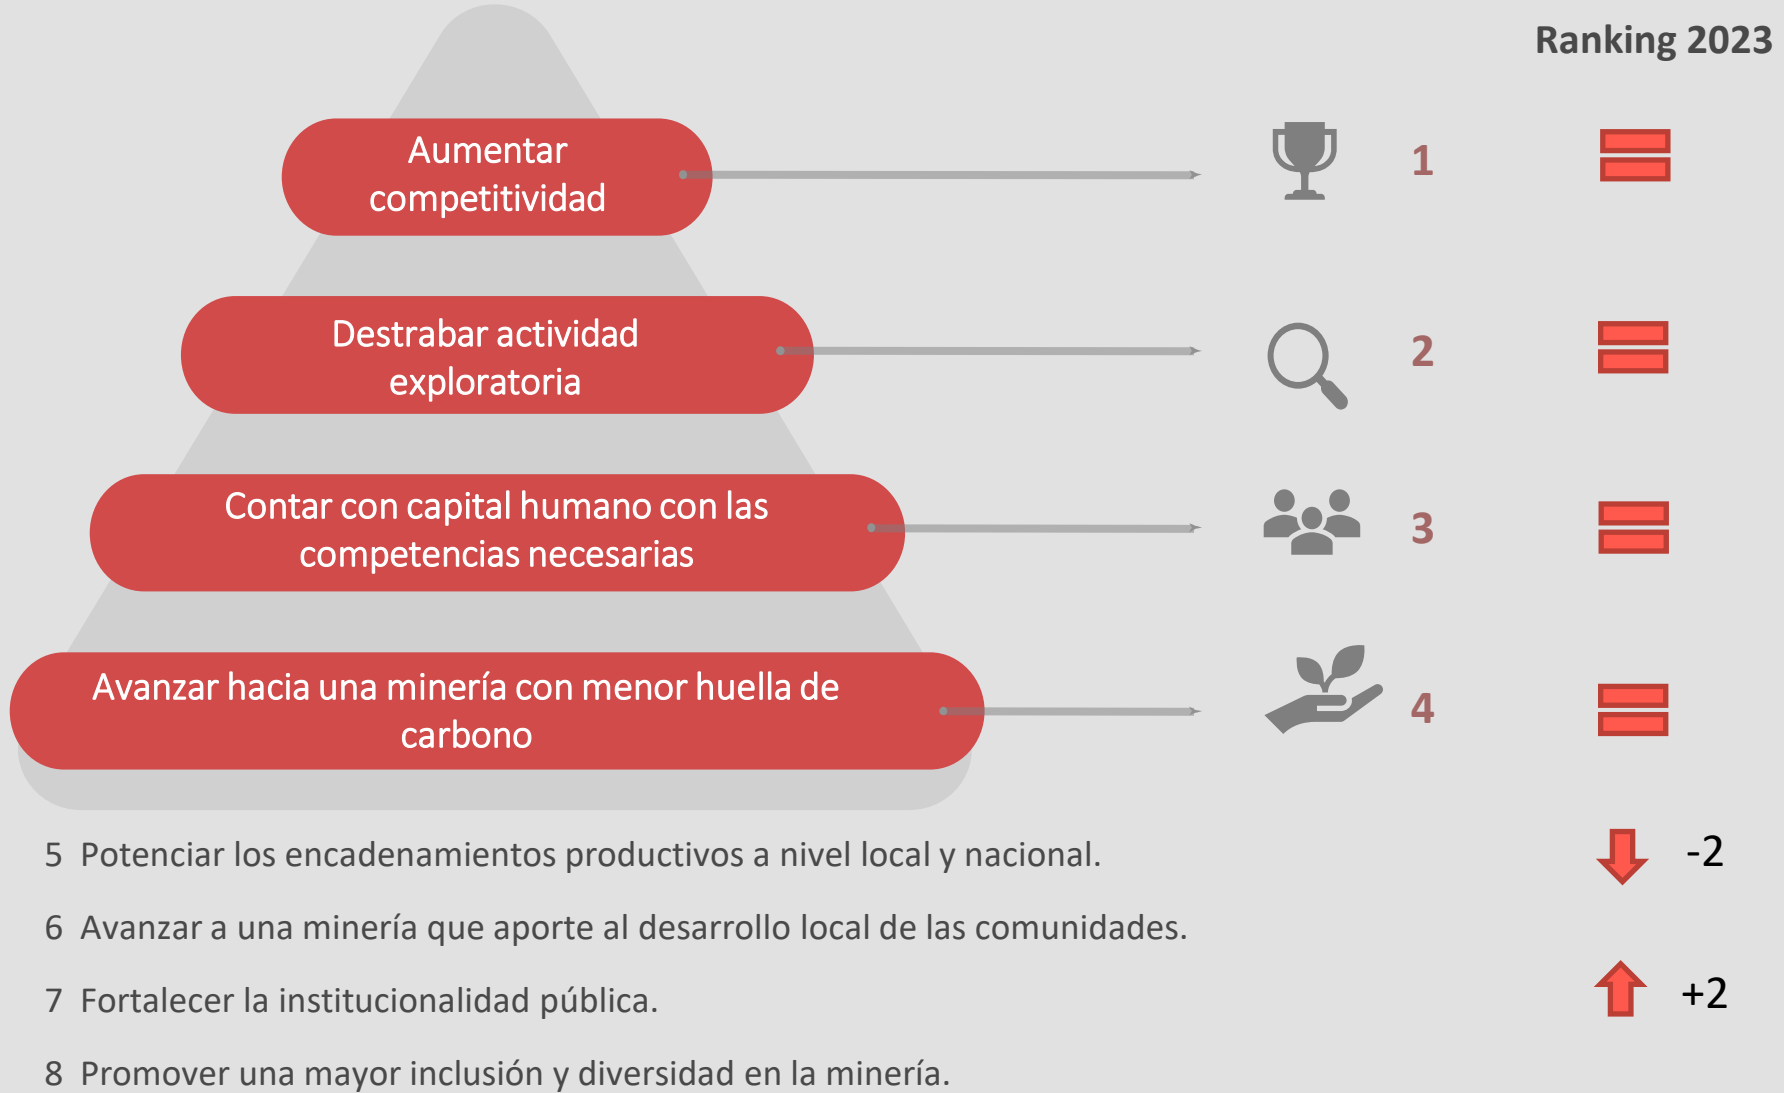 Ranking 2023
Aumentar
competitividad
1
Destrabar actividad
exploratoria
2
Contar con capital humano con las
competencias necesarias
3
Avanzar hacia una minería con menor huella de
carbono
4
5 Potenciar los encadenamientos productivos a nivel local y nacional.
-2
6 Avanzar a una minería que aporte al desarrollo local de las comunidades.
7 Fortalecer la institucionalidad pública.
+2
8 Promover una mayor inclusión y diversidad en la minería.